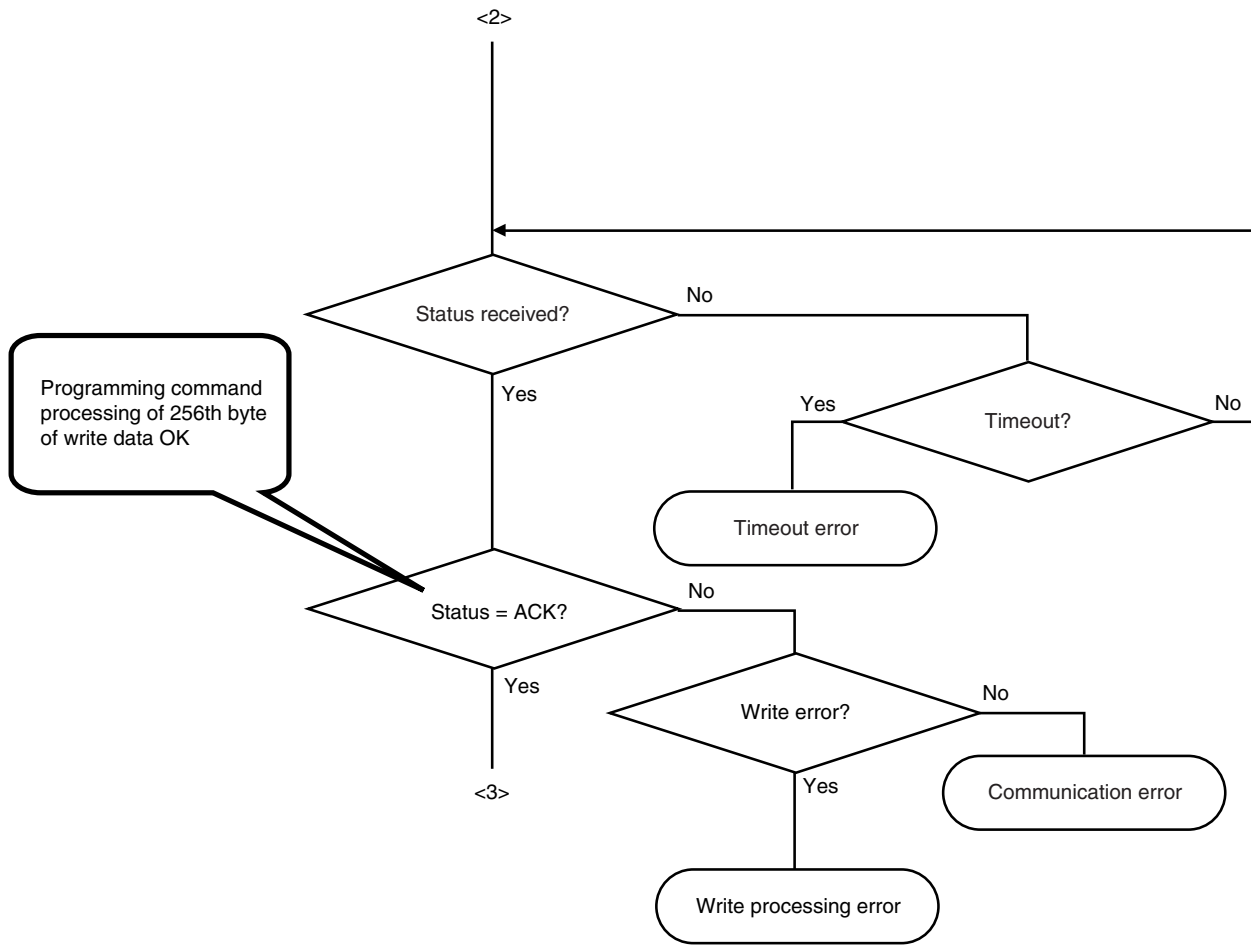 <2>
Status received?
No
Yes
Programming command
processing of 256th byte
of write data OK
Yes
Timeout?
No
Timeout error
Status = ACK?
No
Yes
Write error?
No
Yes
<3>
Communication error
Write processing error